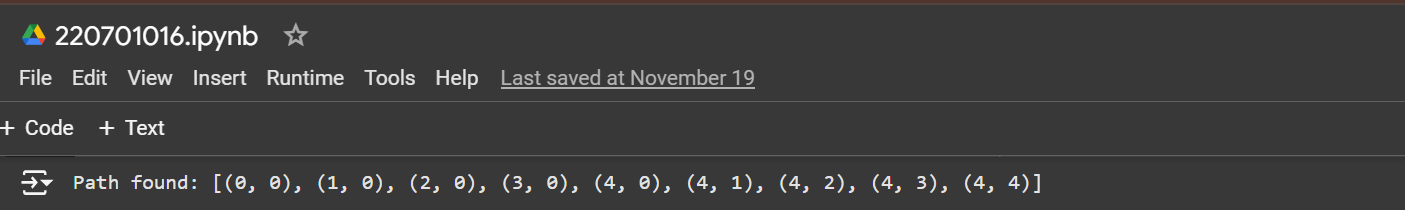 220701016.ipynb
File Edit View Insert Runtime Tools Help Last saved at November 19
+ Code + Text
Path found: [(0, 0), (1, 0), (2, 0), (3, 0), (4, 0), (4, 1), (4, 2), (4, 3), (4, 4)]